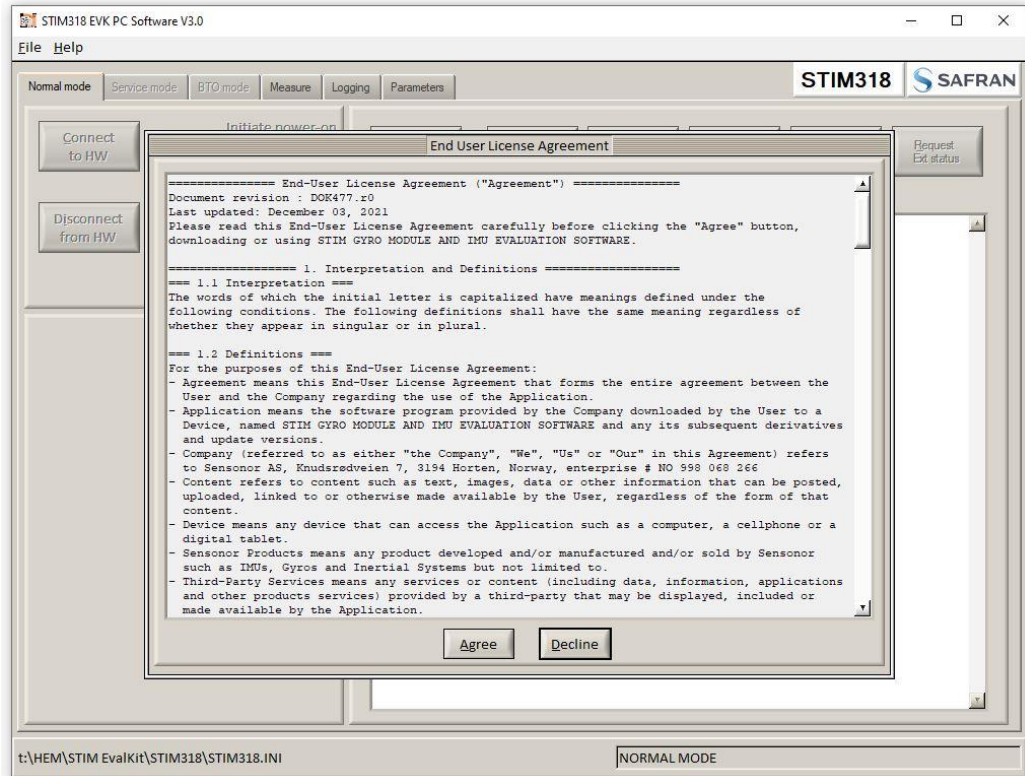 STIM318 EVK PC Software V3.0
File Help
Normal mode Service mode BTO mode Measure Logging Parameters
STIM318 SAFRAN
Connect
to HW
Initiate power-on
Request
Ext status
Disconnect
from HW
End User License Agreement
=============== End-User License Agreement ("Agreement") ===============
Document revision : DOK477.r0
Last updated: December 03, 2021
Please read this End-User License Agreement carefully before clicking the "Agree" button,
downloading or using STIM GYRO MODULE AND IMU EVALUATION SOFTWARE.
================== 1. Interpretation and Definitions ===================
=== 1.1 Interpretation ===
The words of which the initial letter is capitalized have meanings defined under the
following conditions. The following definitions shall have the same meaning regardless of
whether they appear in singular or in plural.
=== 1.2 Definitions ===
For the purposes of this End-User License Agreement:
- Agreement means this End-User License Agreement that forms the entire agreement between the
User and the Company regarding the use of the Application.
- Application means the software program provided by the Company downloaded by the User to a
Device, named STIM GYRO MODULE AND IMU EVALUATION SOFTWARE and any its subsequent derivatives
and update versions.
- Company (referred to as either "the Company", "We", "Us" or "Our" in this Agreement) refers
to Sensonor AS, Knudsrødveien 7, 3194 Horten, Norway, enterprise # NO 998 068 266
- Content refers to content such as text, images, data or other information that can be posted,
uploaded, linked to or otherwise made available by the User, regardless of the form of that
content.
- Device means any device that can access the Application such as a computer, a cellphone or a
digital tablet.
- Sensonor Products means any product developed and/or manufactured and/or sold by Sensonor
such as IMUs, Gyros and Inertial Systems but not limited to.
- Third-Party Services means any services or content (including data, information, applications
and other products services) provided by a third-party that may be displayed, included or
made available by the Application.
Agree Decline
t:\HEM\STIM EvalKit\STIM318\STIM318.INI NORMAL MODE